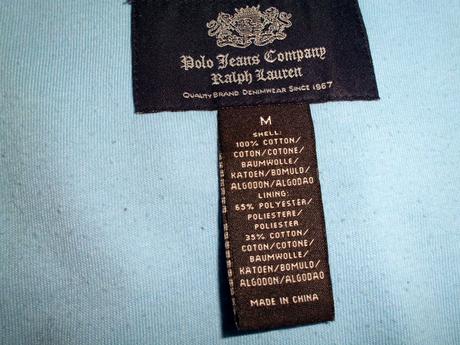 Polo Jeans Company
Ralph Lauren
QUALITY BRAND DENIMWEAR SINCE 1967
M
SHELL:
100% COTTON
COTON/COTONE/
BAUMWOLLE/
KATOEN/BOMULD/
ALGODON/ALGODAO
LINING:
65% POLYESTER/
POLIESTERE/
POLIESTER
35% COTTON/
COTON/COTONE/
BAUMWOLLE/
KATOEN/BOMULD/
ALGODON/ALGODAO
MADE IN CHINA